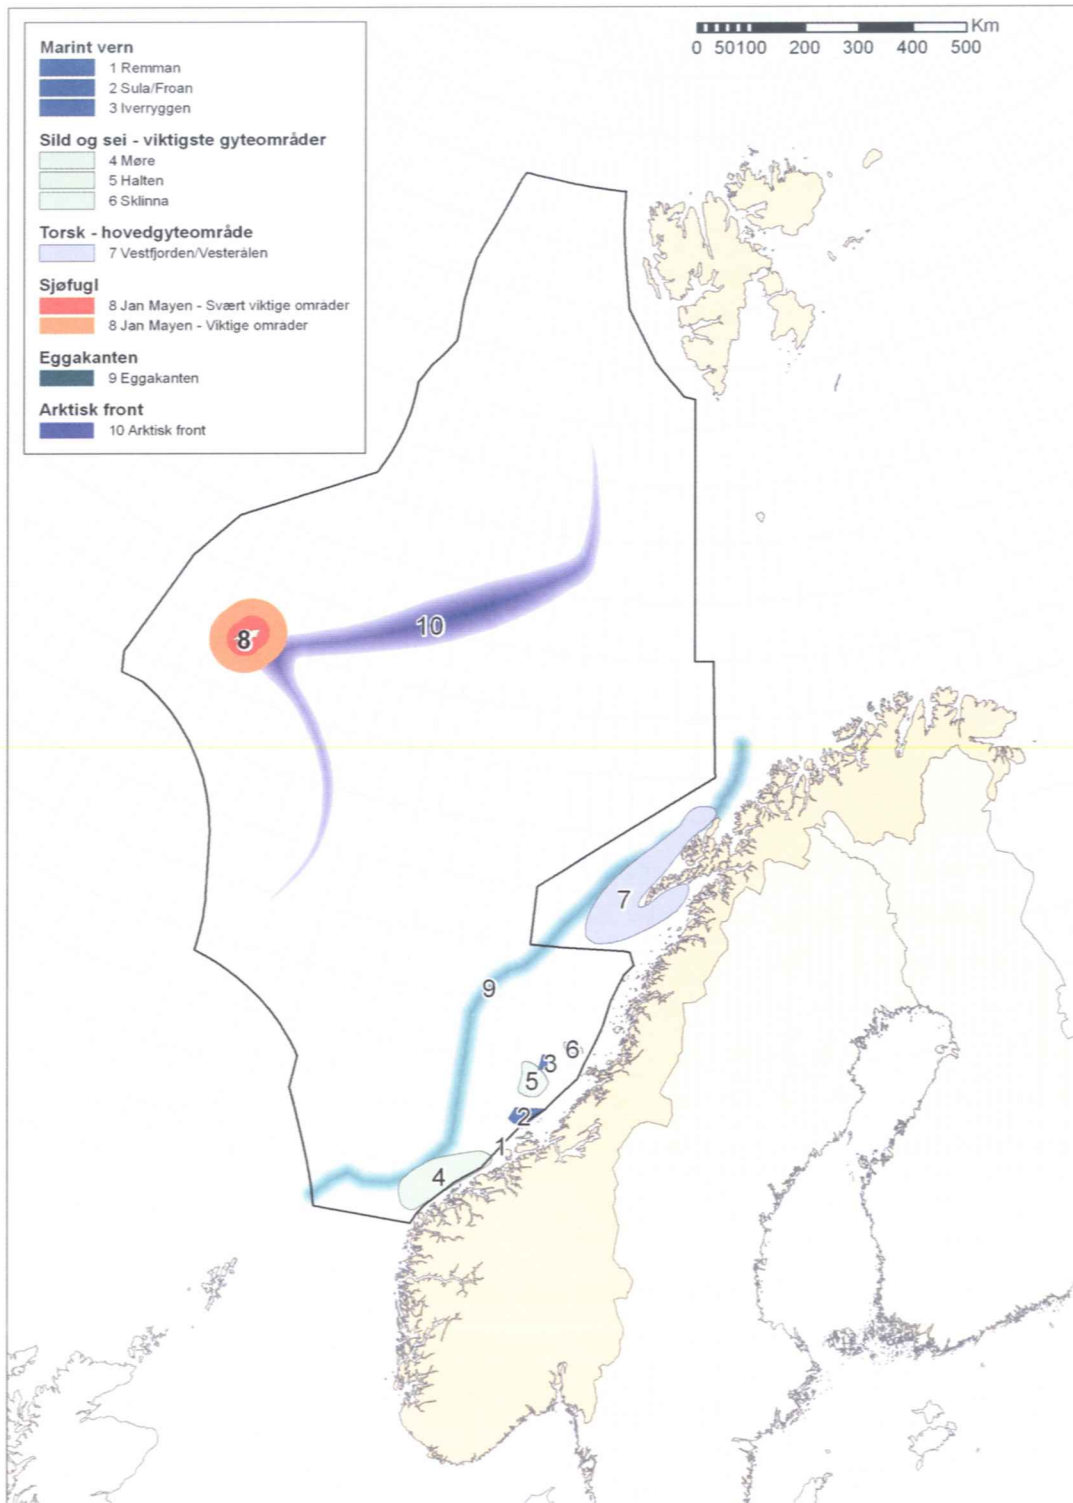 Marint vern
1 Remman
2 Sula/Froan
3 Iverryggen
Sild og sei - viktigste gyteområder
4 Møre
5 Halten
6 Sklinna
Torsk - hovedgyteområde
7 Vestfjorden/Vesterålen
Sjøfugl
8 Jan Mayen - Svært viktige områder
8 Jan Mayen - Viktige områder
Eggakanten
9 Eggakanten
Arktisk front
10 Arktisk front
Km
0 50100 200 300 400 500
8
10
7
9
6
3
5
2
1
4